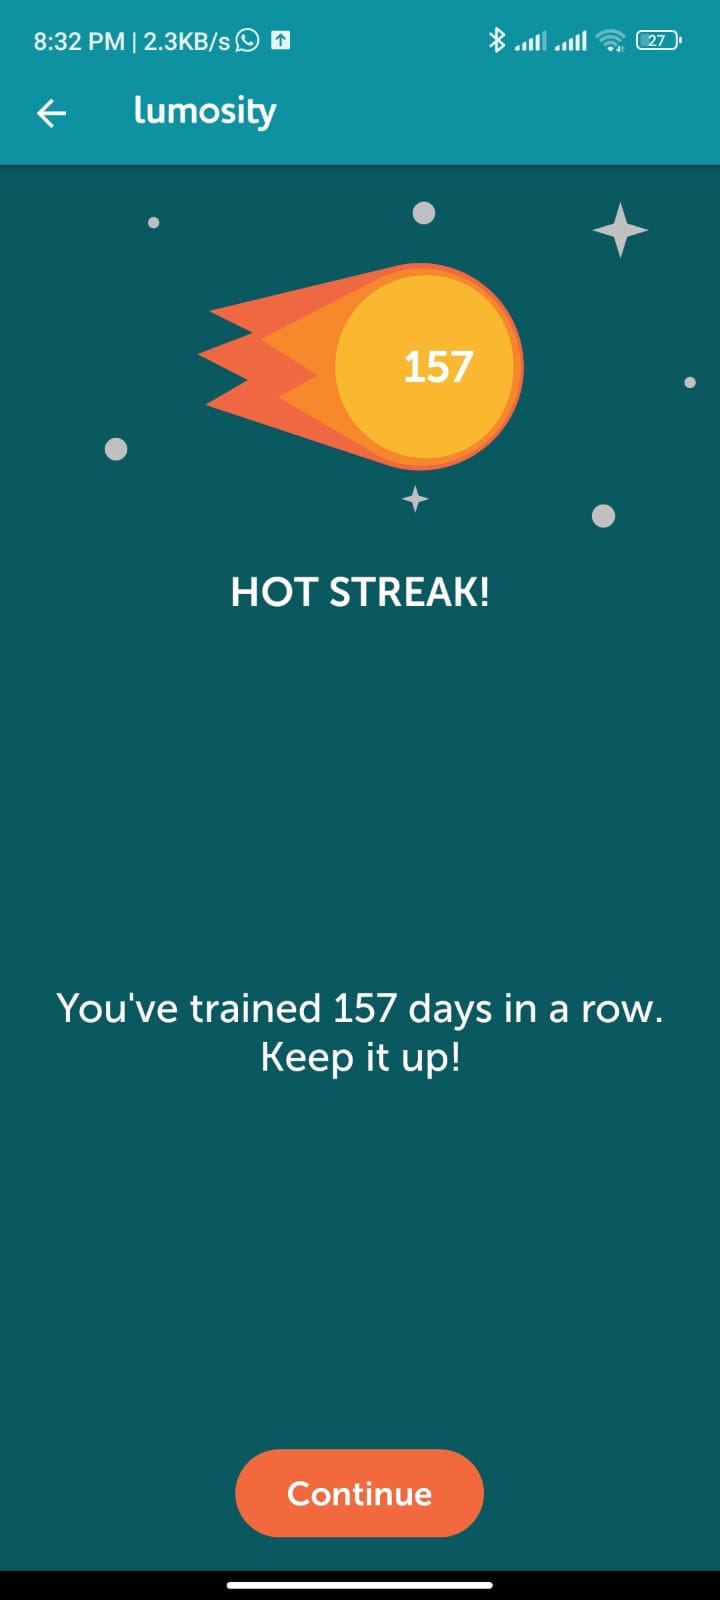 8:32 PM | 2.3KB/s 27
lumosity
157
HOT STREAK!
You've trained 157 days in a row.
Keep it up!
Continue